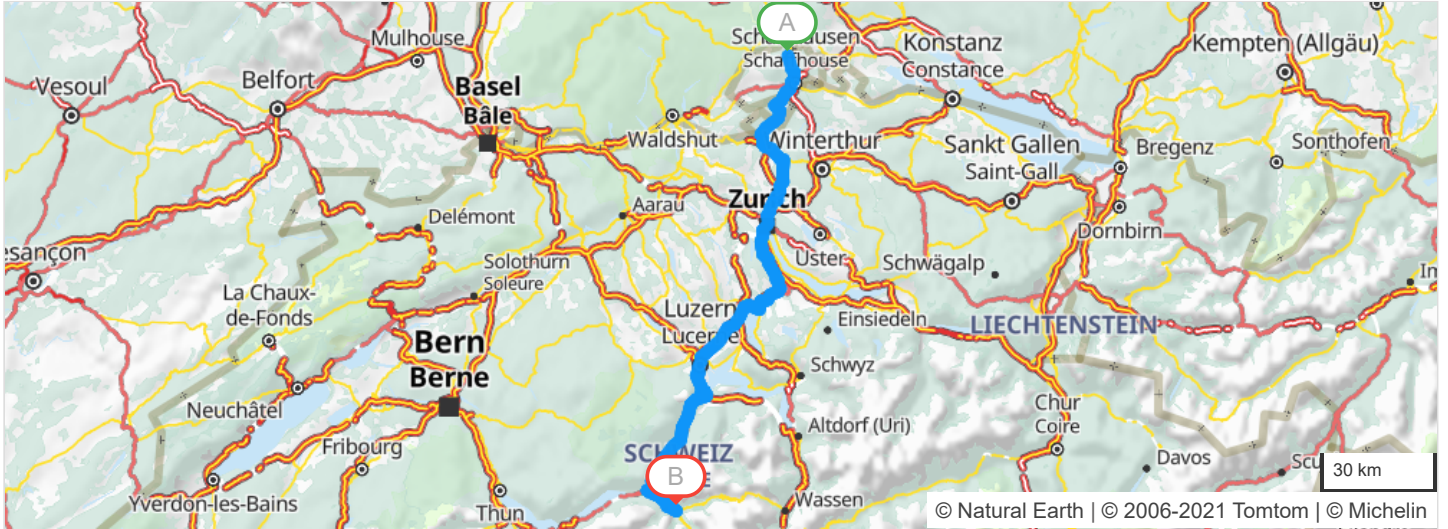 A
Mulhouse
Konstanz
Constance
Kempten (Allgäu)
Vesoul
Belfort
Basel
Bâle
Waldshut
Winterthur
Sankt Gallen
Saint-Gall
Bregenz
Sonthofen
Delémont
Aarau
Zurich
Dornbirn
Solothurn
Soleure
Uster
Schwägalp
La Chaux-
de-Fonds
Luzern
Einsiedeln
LIECHTENSTEIN
Bern
Berne
Schwyz
Neuchâtel
Fribourg
Altdorf (Uri)
Chur
Coire
Davos
B
Yverdon-les-Bains
Thun
Wassen
30 km
© Natural Earth | © 2006-2021 Tomtom | © Michelin